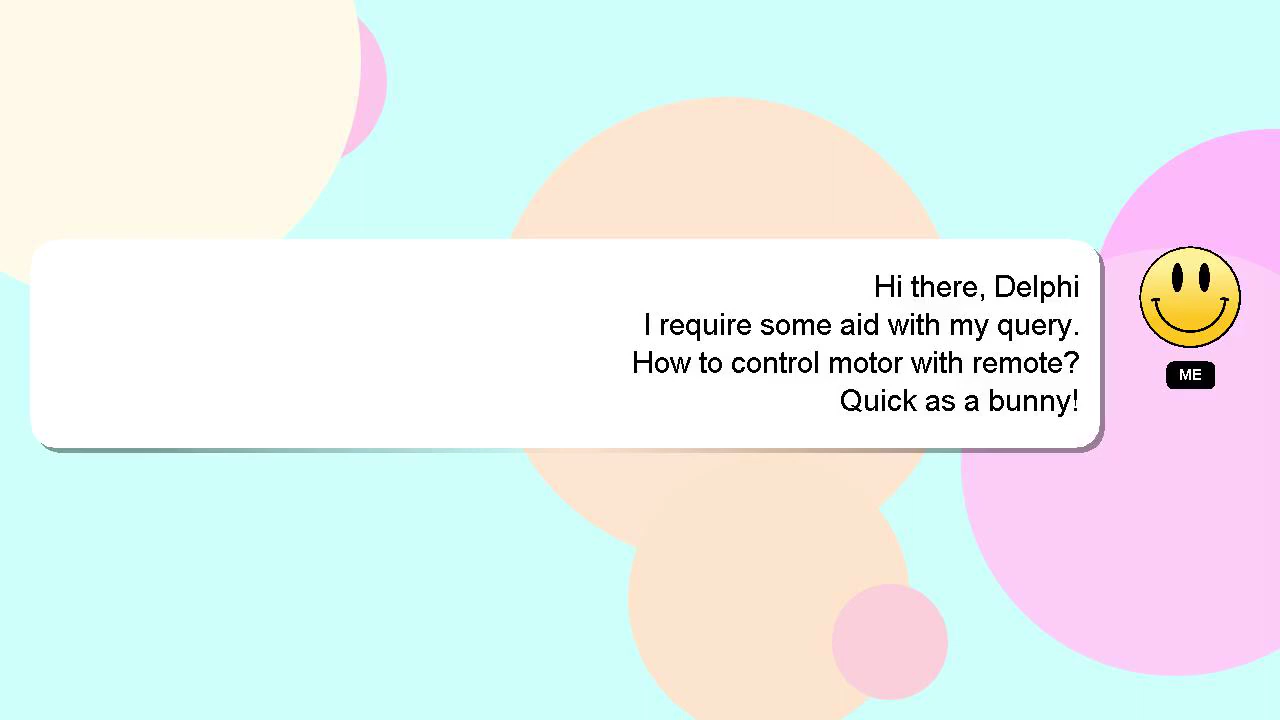 Hi there, Delphi
I require some aid with my query.
How to control motor with remote?
Quick as a bunny!
ME